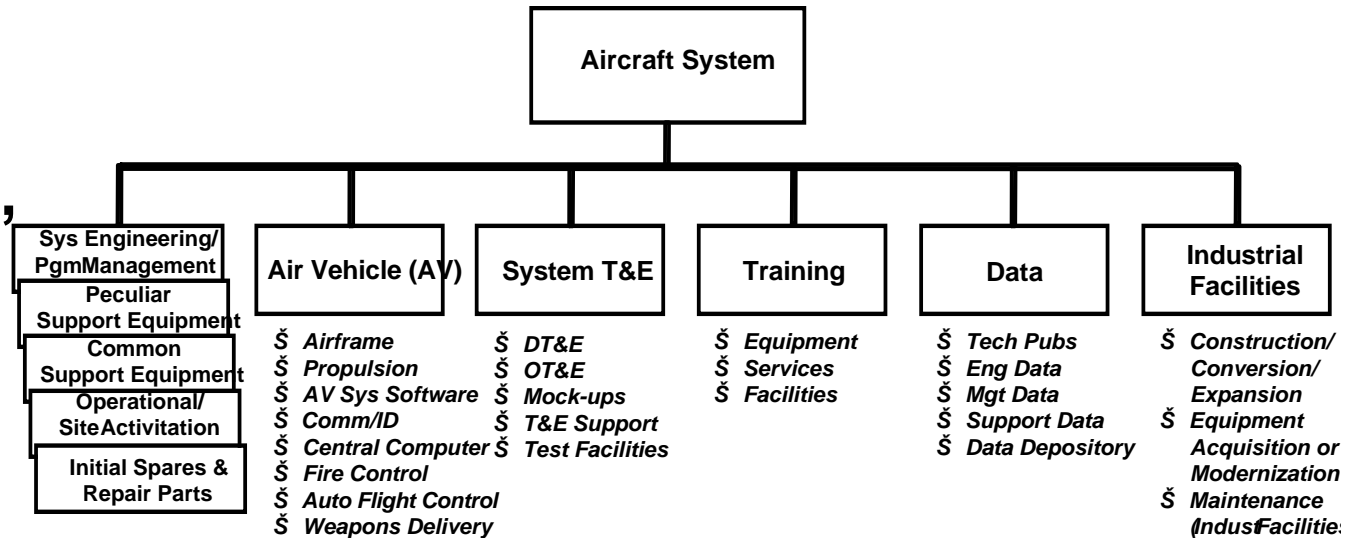 Aircraft System
,
Sys Engineering/
PgmManagement
Peculiar
Support Equipment
Common
Support Equipment
Operational/
SiteActivitation
Initial Spares &
Repair Parts
Air Vehicle (AV)
Š Airframe
Š Propulsion
Š AV Sys Software
Š Comm/ID
Š Central Computer
Š Fire Control
Š Auto Flight Control
Š Weapons Delivery
System T&E
Š DT&E
Š OT&E
Š Mock-ups
Š T&E Support
Š Test Facilities
Training
Š Equipment
Š Services
Š Facilities
Data
Š Tech Pubs
Š Eng Data
Š Mgt Data
Š Support Data
Š Data Depository
Industrial
Facilities
Š Construction/
Conversion/
Expansion
Š Equipment
Acquisition or
Modernization
Š Maintenance
(IndustFacilities